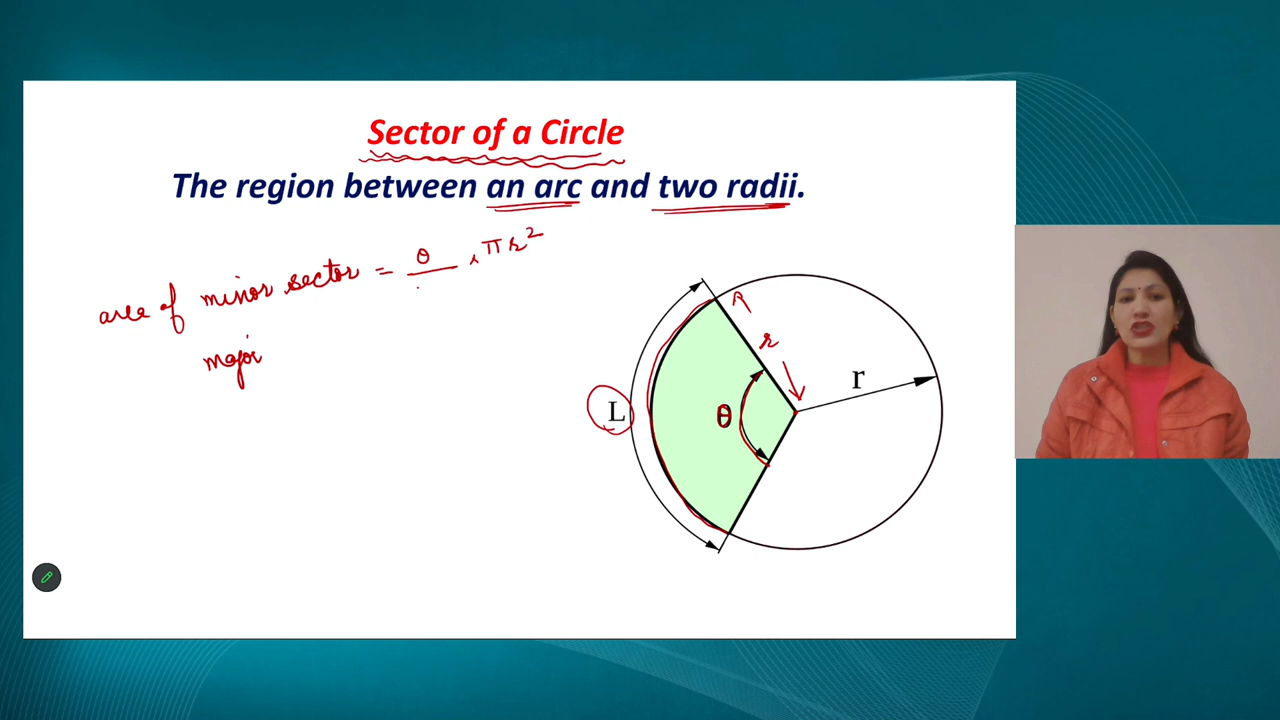 Sector of a Circle
The region between an arc and two radii.
area of minor sector = θ × πr²
major
A
r
r
L
θ